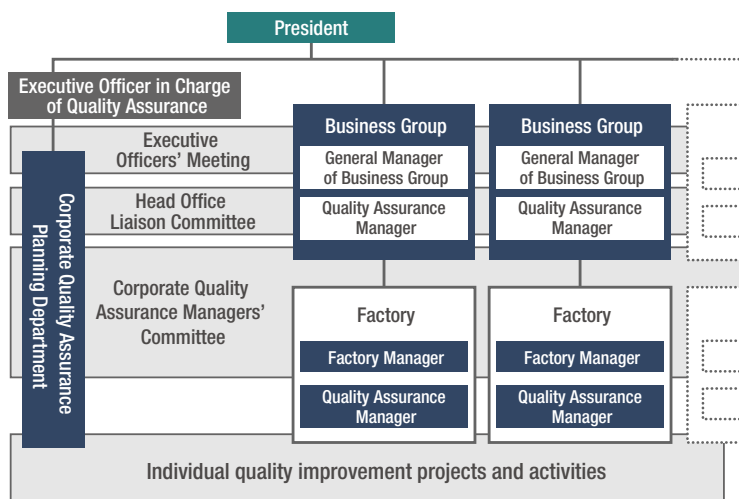 President
Executive Officer in Charge
of Quality Assurance
Corporate Quality Assurance
Planning Department
Executive
Officers' Meeting
Head Office
Liaison Committee
Corporate Quality
Assurance Managers'
Committee
Business Group
General Manager
of Business Group
Quality Assurance
Manager
Factory
Factory Manager
Quality Assurance
Manager
Business Group
General Manager
of Business Group
Quality Assurance
Manager
Factory
Factory Manager
Quality Assurance
Manager
Individual quality improvement projects and activities